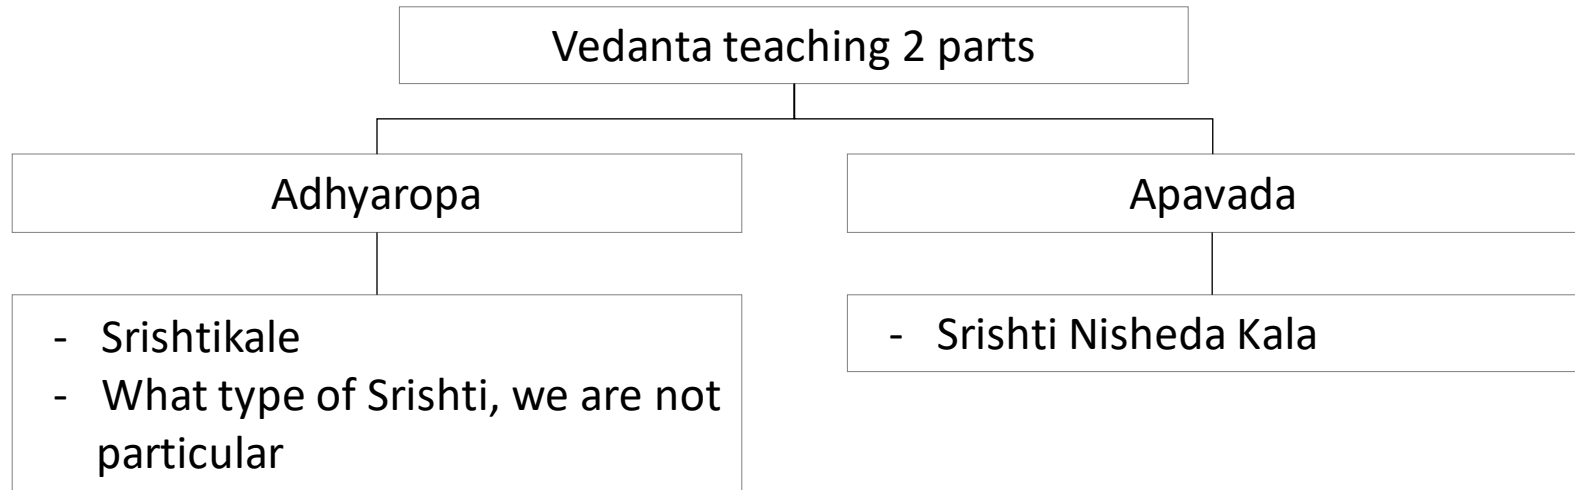 Vedanta teaching 2 parts
Adhyaropa
Apavada
- Srishtikale
- What type of Srishti, we are not
particular
- Srishti Nisheda Kala